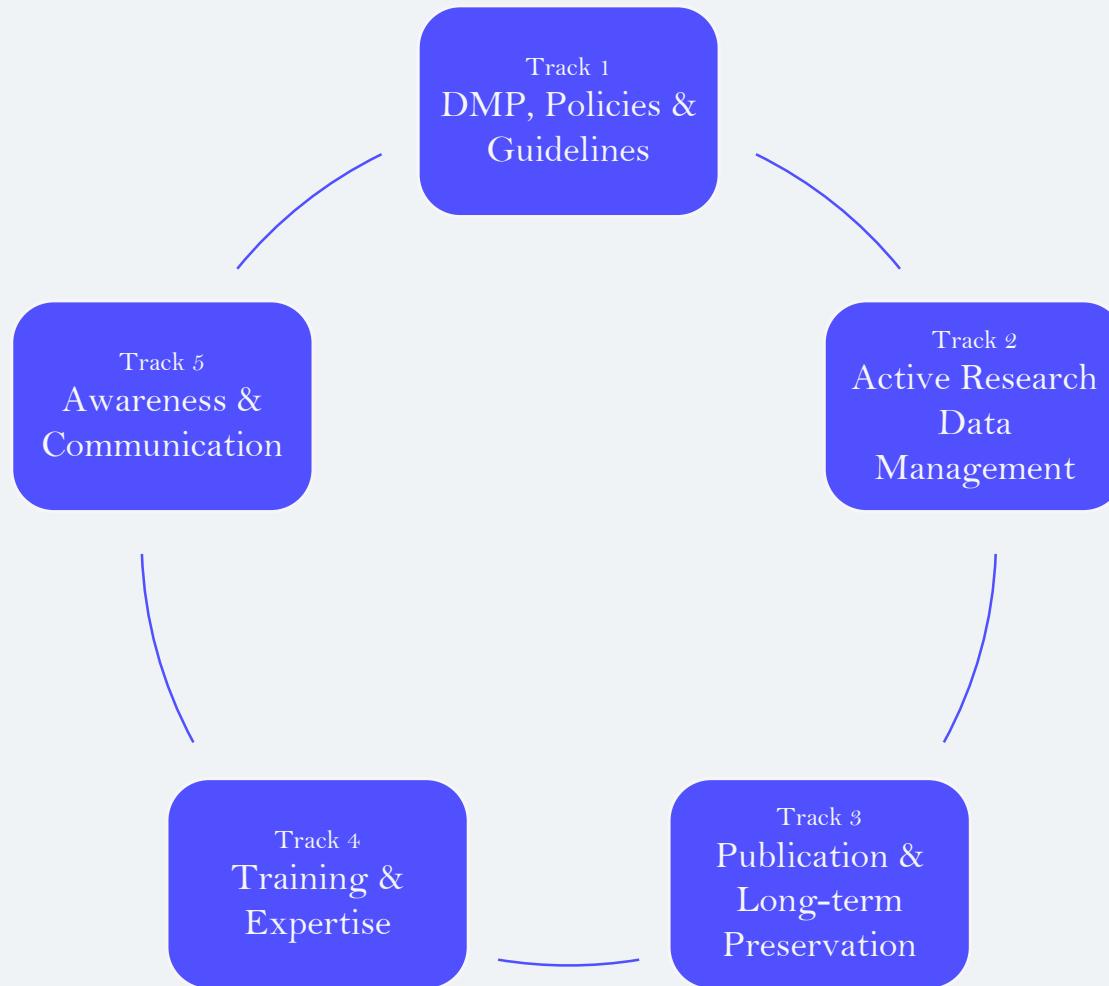 Track 1
DMP, Policies &
Guidelines
Track 2
Active Research
Data
Management
Track 3
Publication &
Long-term
Preservation
Track 4
Training &
Expertise
Track 5
Awareness &
Communication